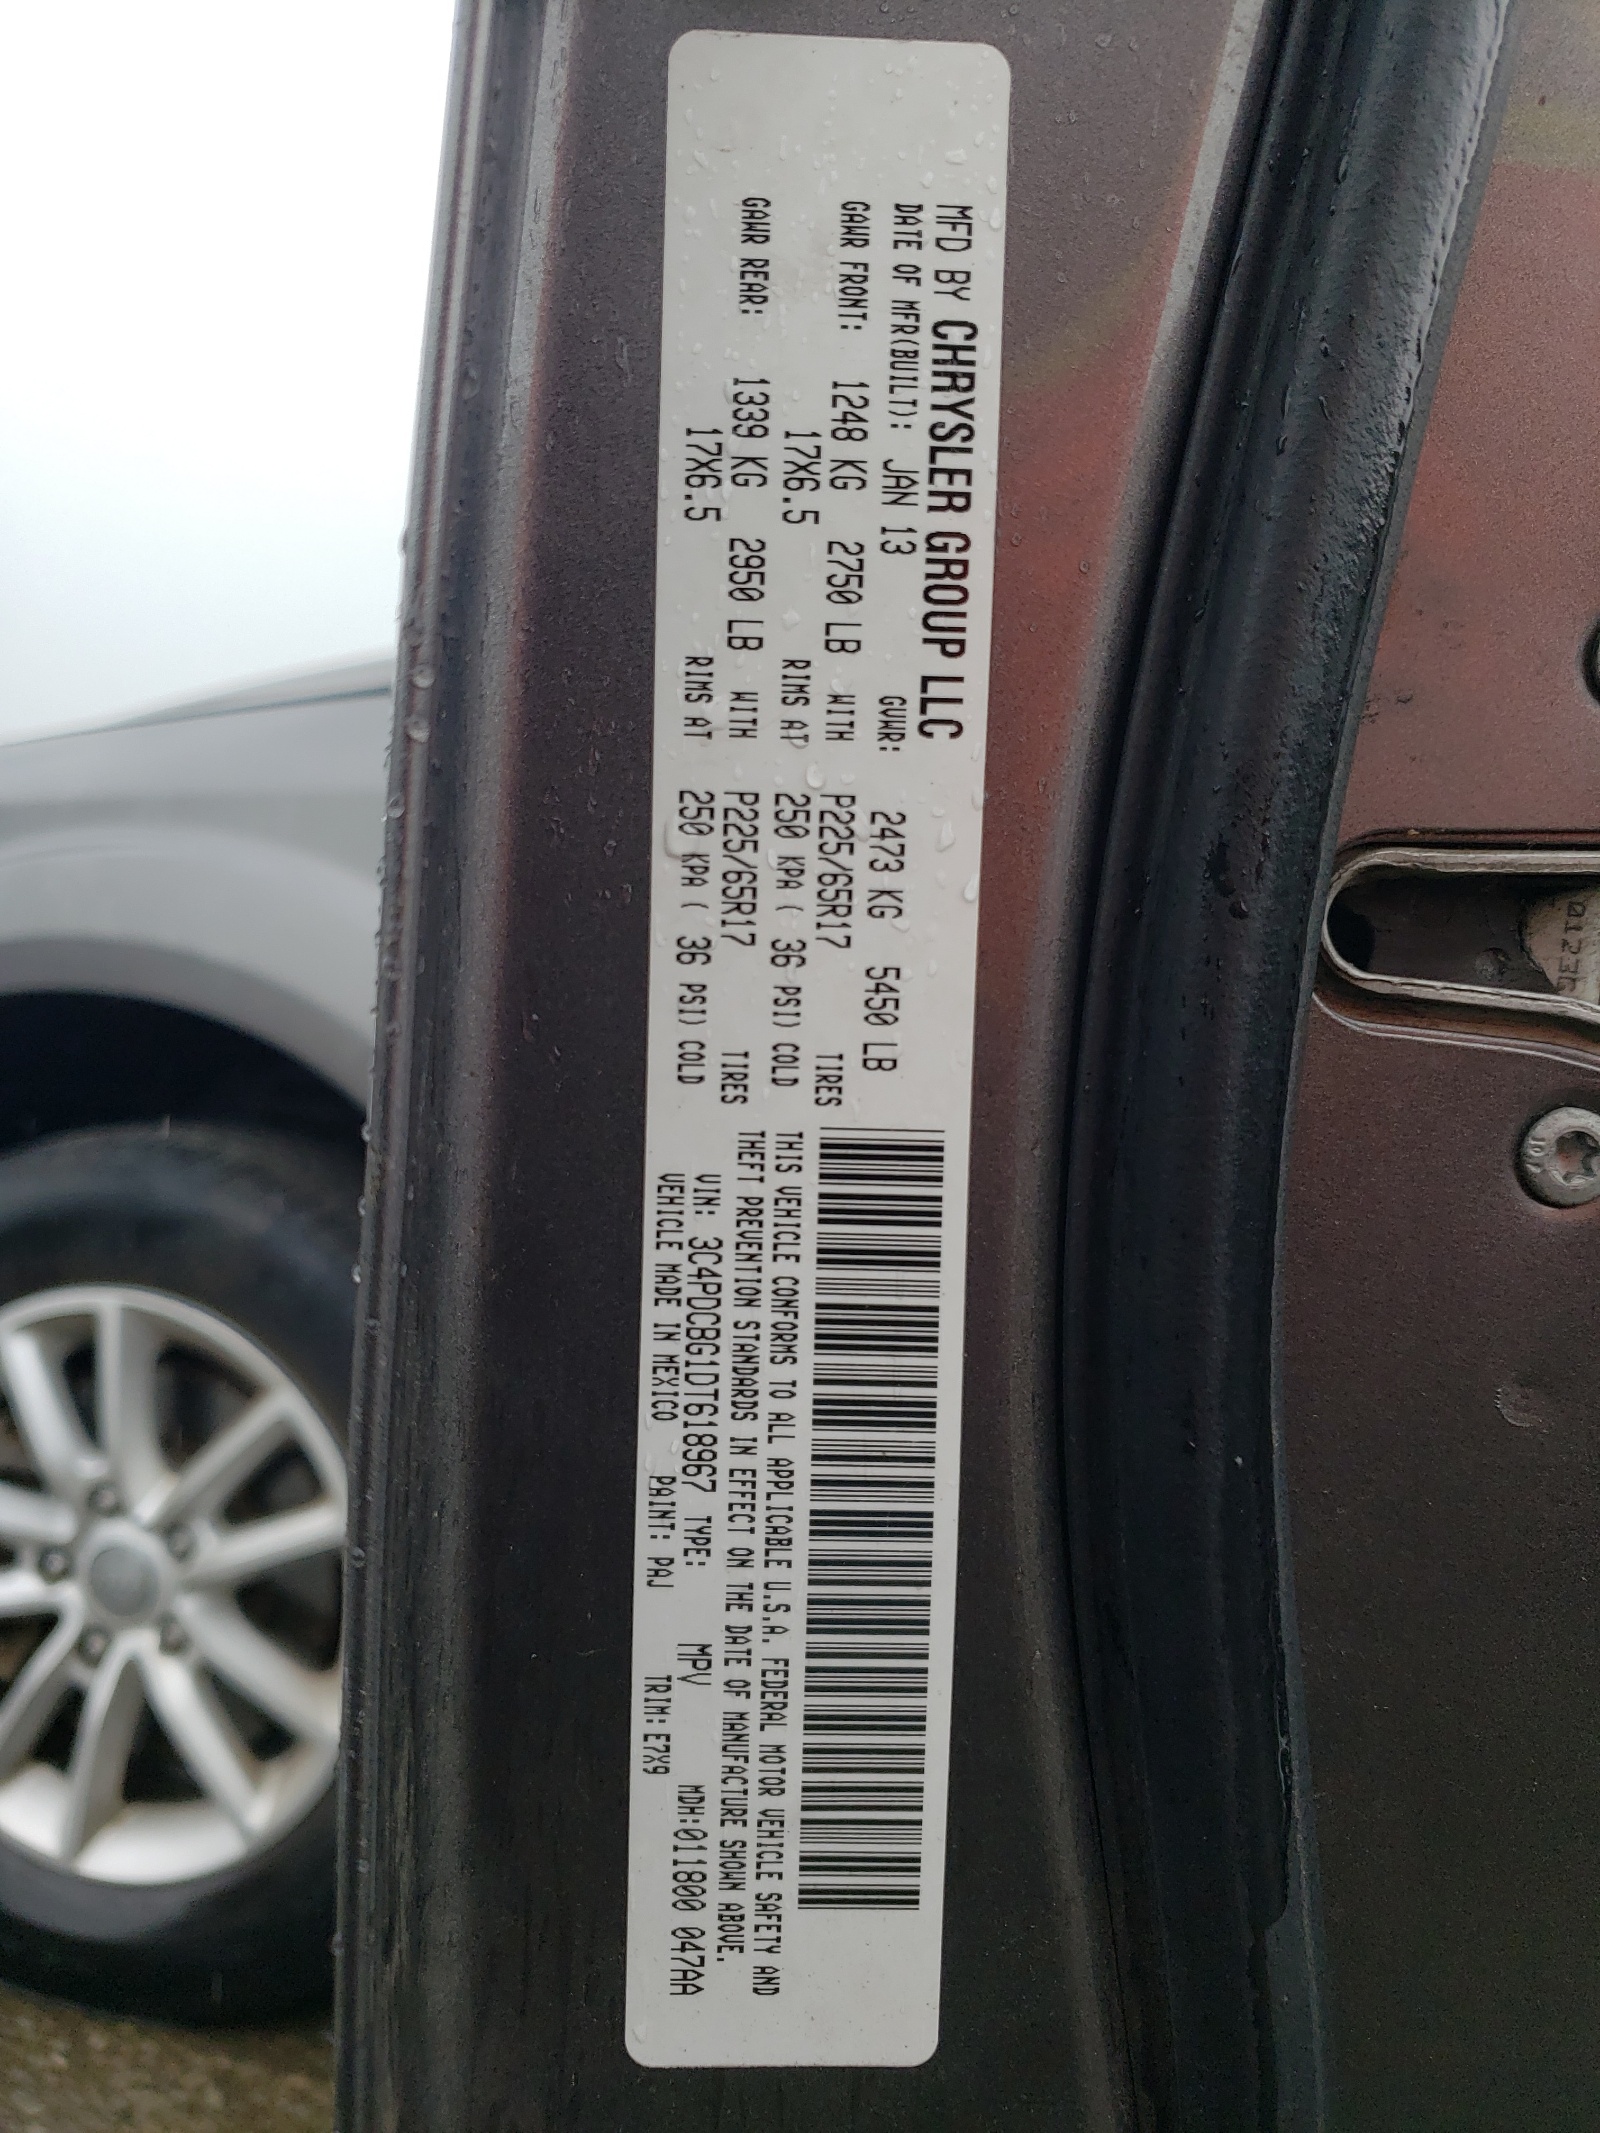 MFD BY CHRYSLER GROUP LLC
DATE OF MFR(BUILT): JAN 13 GVWR: 2473 KG 5450 LB
GAWR FRONT: 1248 KG 2750 LB WITH P225/65R17 TIRES
17X6.5 RIMS AT 250 KPA ( 36 PSI) COLD
GAWR REAR: 1339 KG 2950 LB WITH P225/65R17 TIRES
17X6.5 RIMS AT 250 KPA ( 36 PSI) COLD
THIS VEHICLE CONFORMS TO ALL APPLICABLE U.S.A. FEDERAL MOTOR VEHICLE SAFETY AND
THEFT PREVENTION STANDARDS IN EFFECT ON THE DATE OF MANUFACTURE SHOWN ABOVE.
VIN: 3C4PDCBG1DT618967 TYPE: MPV MDH:011800 047AA
VEHICLE MADE IN MEXICO PAINT: PAJ TRIM: E7X9